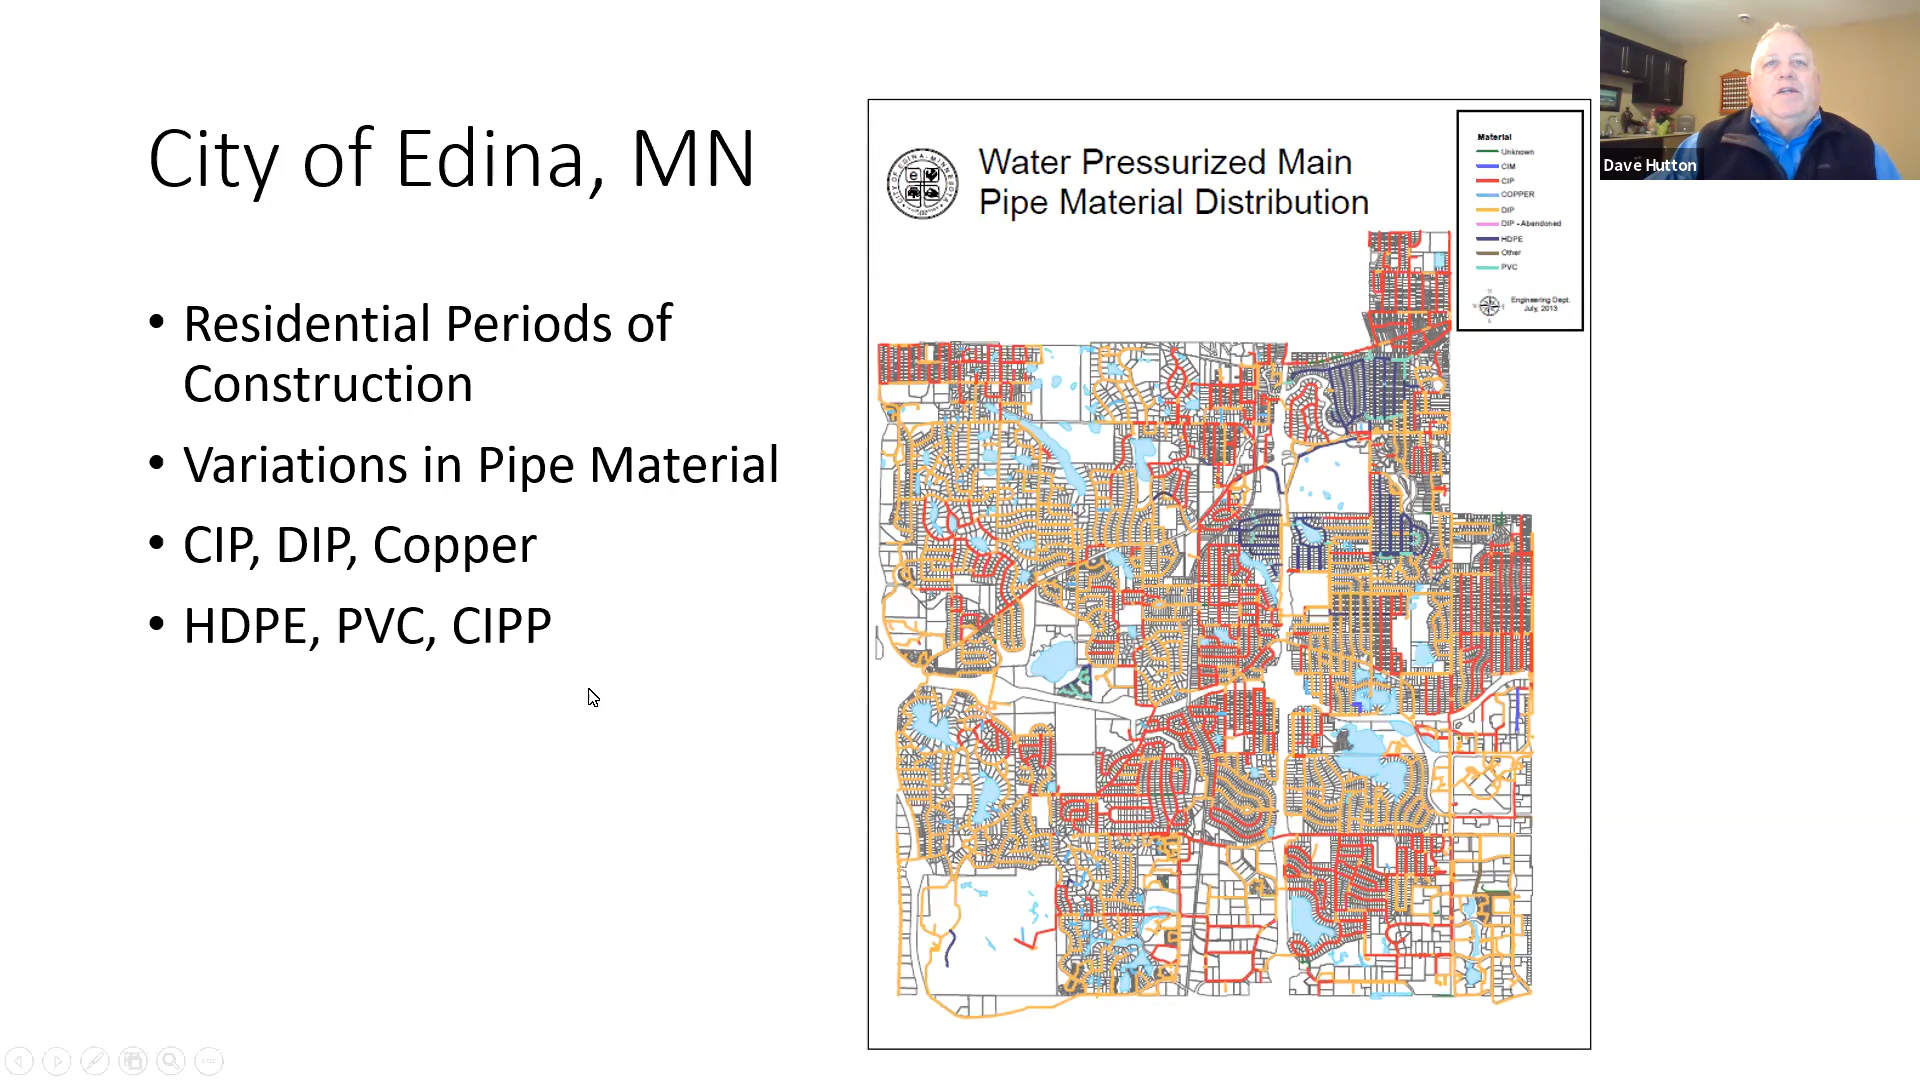 City of Edina, MN
• Residential Periods of
Construction
• Variations in Pipe Material
• CIP, DIP, Copper
• HDPE, PVC, CIPP
Water Pressurized Main
Pipe Material Distribution
Material
Unknown
CIM
CIP
COPPER
DIP
DIP - Abandoned
HDPE
Other
PVC
Engineering Dept.
July, 2013
Dave Hutton